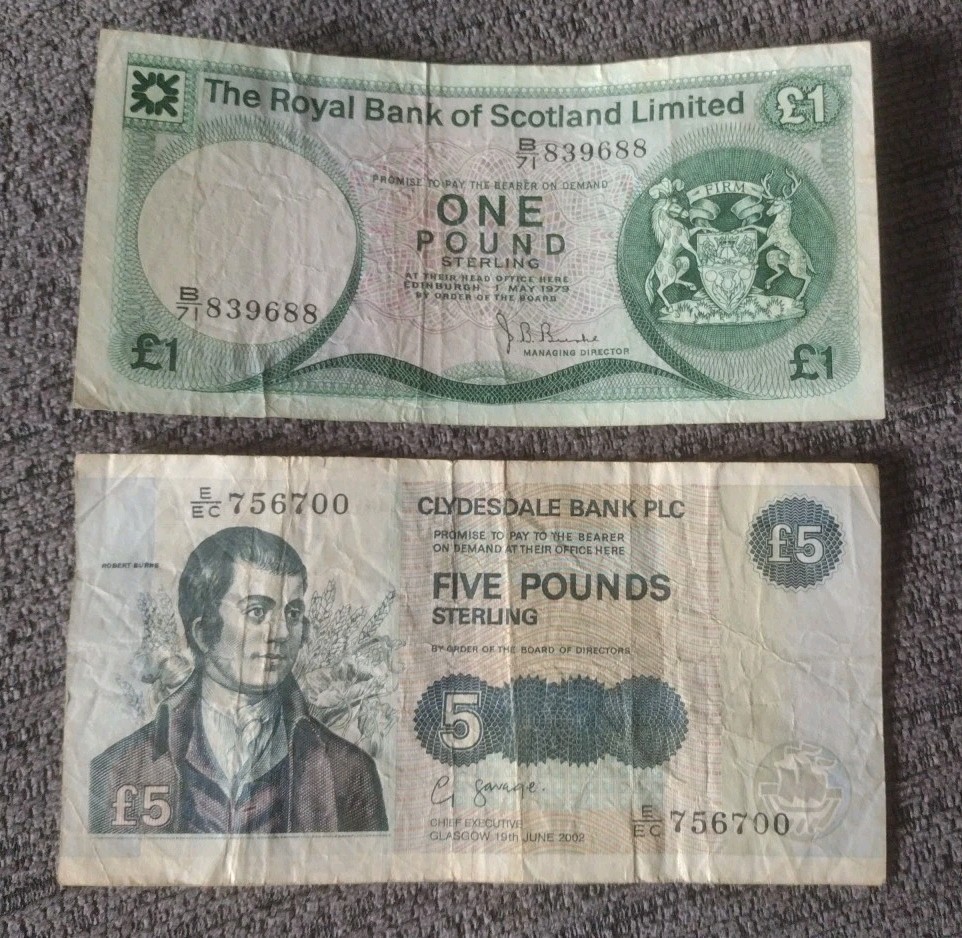 The Royal Bank of Scotland Limited £1
B/71 839688
PROMISE TO PAY THE BEARER ON DEMAND
ONE
POUND
STERLING
AT THEIR HEAD OFFICE HERE
EDINBURGH, 1 MAY 1979
BY ORDER OF THE BOARD
FIRM
B/71 839688
J. B. Burke
MANAGING DIRECTOR
£1 £1
E/EC 756700
CLYDESDALE BANK PLC
PROMISE TO PAY TO THE BEARER
ON DEMAND AT THEIR OFFICE HERE
£5
ROBERT BURNS
FIVE POUNDS
STERLING
BY ORDER OF THE BOARD OF DIRECTORS
5
G Savage.
£5
CHIEF EXECUTIVE
GLASGOW 19th JUNE 2002
E/EC 756700